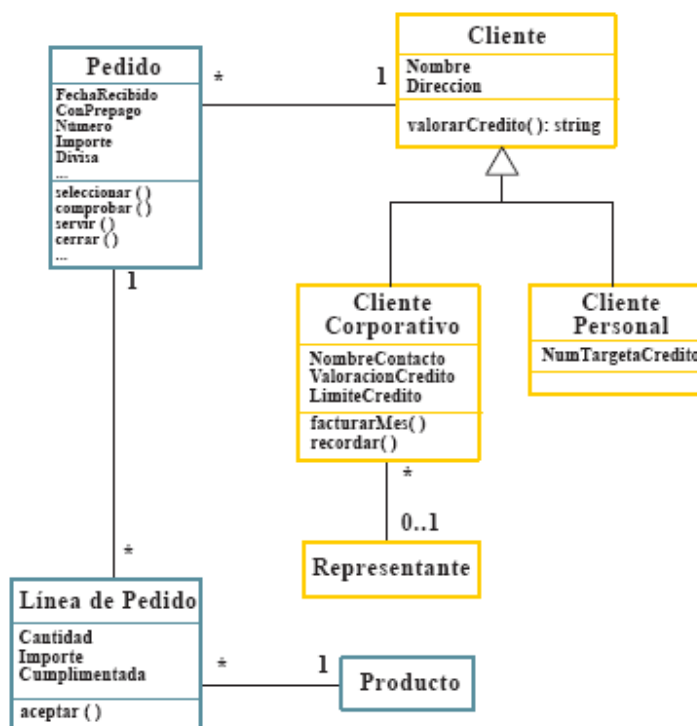 Cliente
Nombre
Direccion
valorarCredito( ): string
Pedido
FechaRecibido
ConPrepago
Número
Importe
Divisa
...
seleccionar ( )
comprobar ( )
servir ( )
cerrar ( )
...
*
1
1
*
Cliente
Corporativo
NombreContacto
ValoracionCredito
LimiteCredito
facturarMes( )
recordar( )
Cliente
Personal
NumTargetaCredito
*
0..1
Representante
Línea de Pedido
Cantidad
Importe
Cumplimentada
aceptar ( )
*
1
Producto